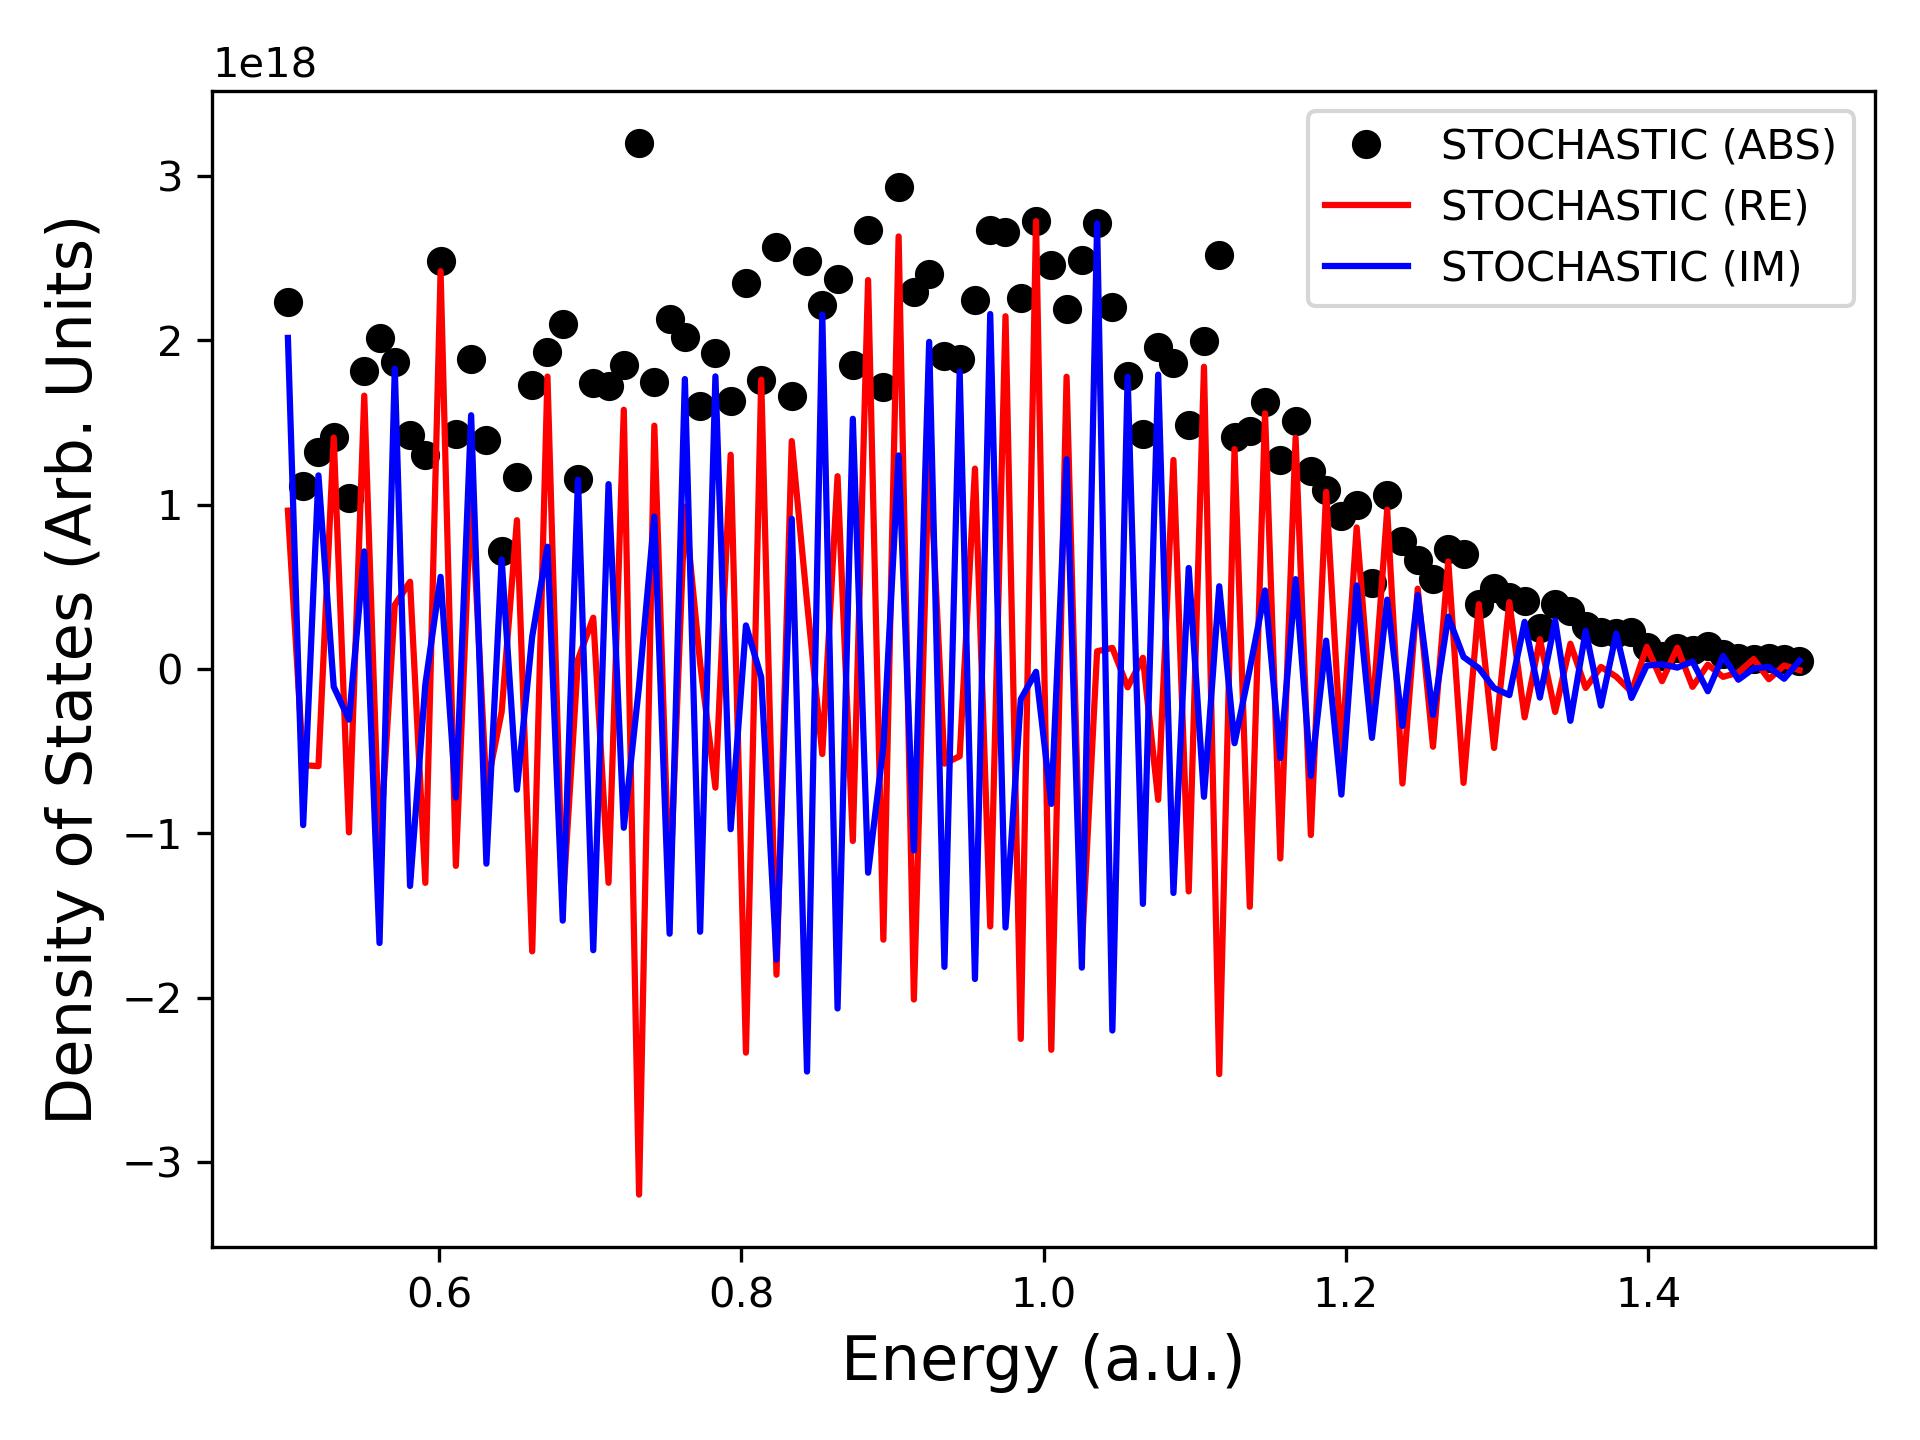 1e18
STOCHASTIC (ABS)
STOCHASTIC (RE)
STOCHASTIC (IM)
Density of States (Arb. Units)
3
2
1
0
−1
−2
−3
0.6 0.8 1.0 1.2 1.4
Energy (a.u.)